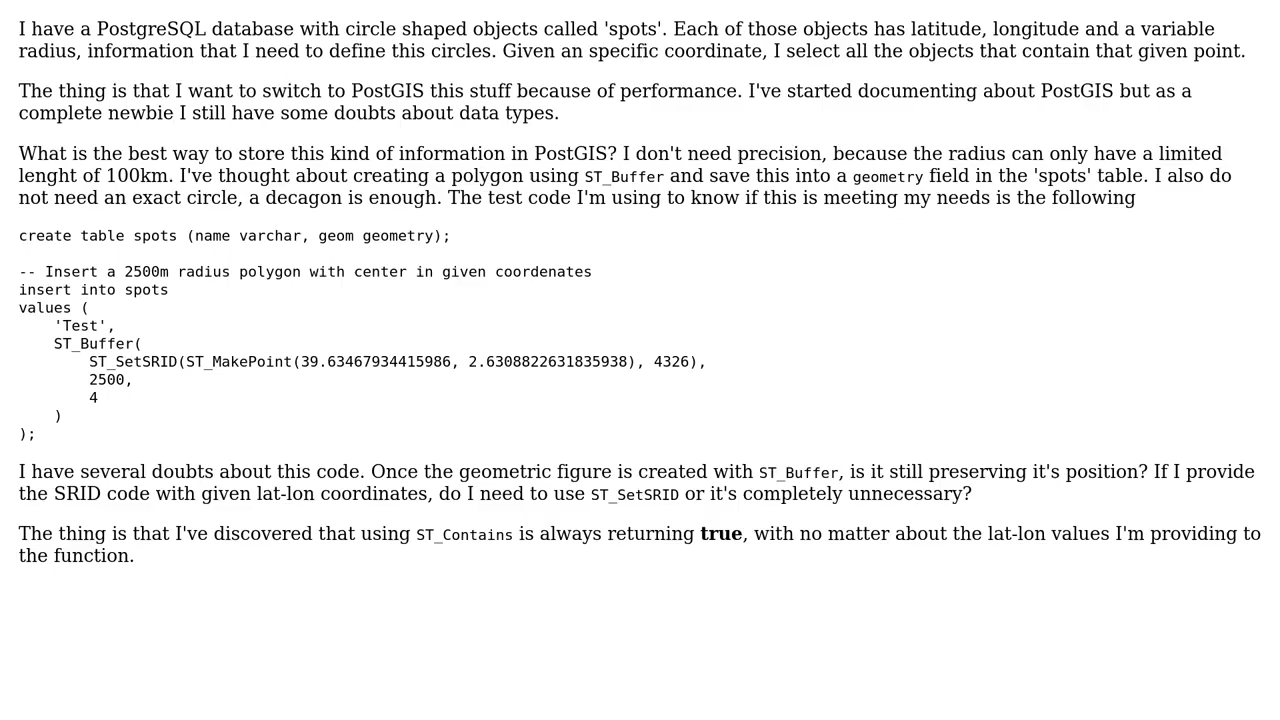 I have a PostgreSQL database with circle shaped objects called 'spots'. Each of those objects has latitude, longitude and a variable
radius, information that I need to define this circles. Given an specific coordinate, I select all the objects that contain that given point.
The thing is that I want to switch to PostGIS this stuff because of performance. I've started documenting about PostGIS but as a
complete newbie I still have some doubts about data types.
What is the best way to store this kind of information in PostGIS? I don't need precision, because the radius can only have a limited
lenght of 100km. I've thought about creating a polygon using ST_Buffer and save this into a geometry field in the 'spots' table. I also do
not need an exact circle, a decagon is enough. The test code I'm using to know if this is meeting my needs is the following
create table spots (name varchar, geom geometry);
-- Insert a 2500m radius polygon with center in given coordenates
insert into spots
values (
    'Test',
    ST_Buffer(
        ST_SetSRID(ST_MakePoint(39.63467934415986, 2.6308822631835938), 4326),
        2500,
        4
    )
);
I have several doubts about this code. Once the geometric figure is created with ST_Buffer, is it still preserving it's position? If I provide
the SRID code with given lat-lon coordinates, do I need to use ST_SetSRID or it's completely unnecessary?
The thing is that I've discovered that using ST_Contains is always returning true, with no matter about the lat-lon values I'm providing to
the function.